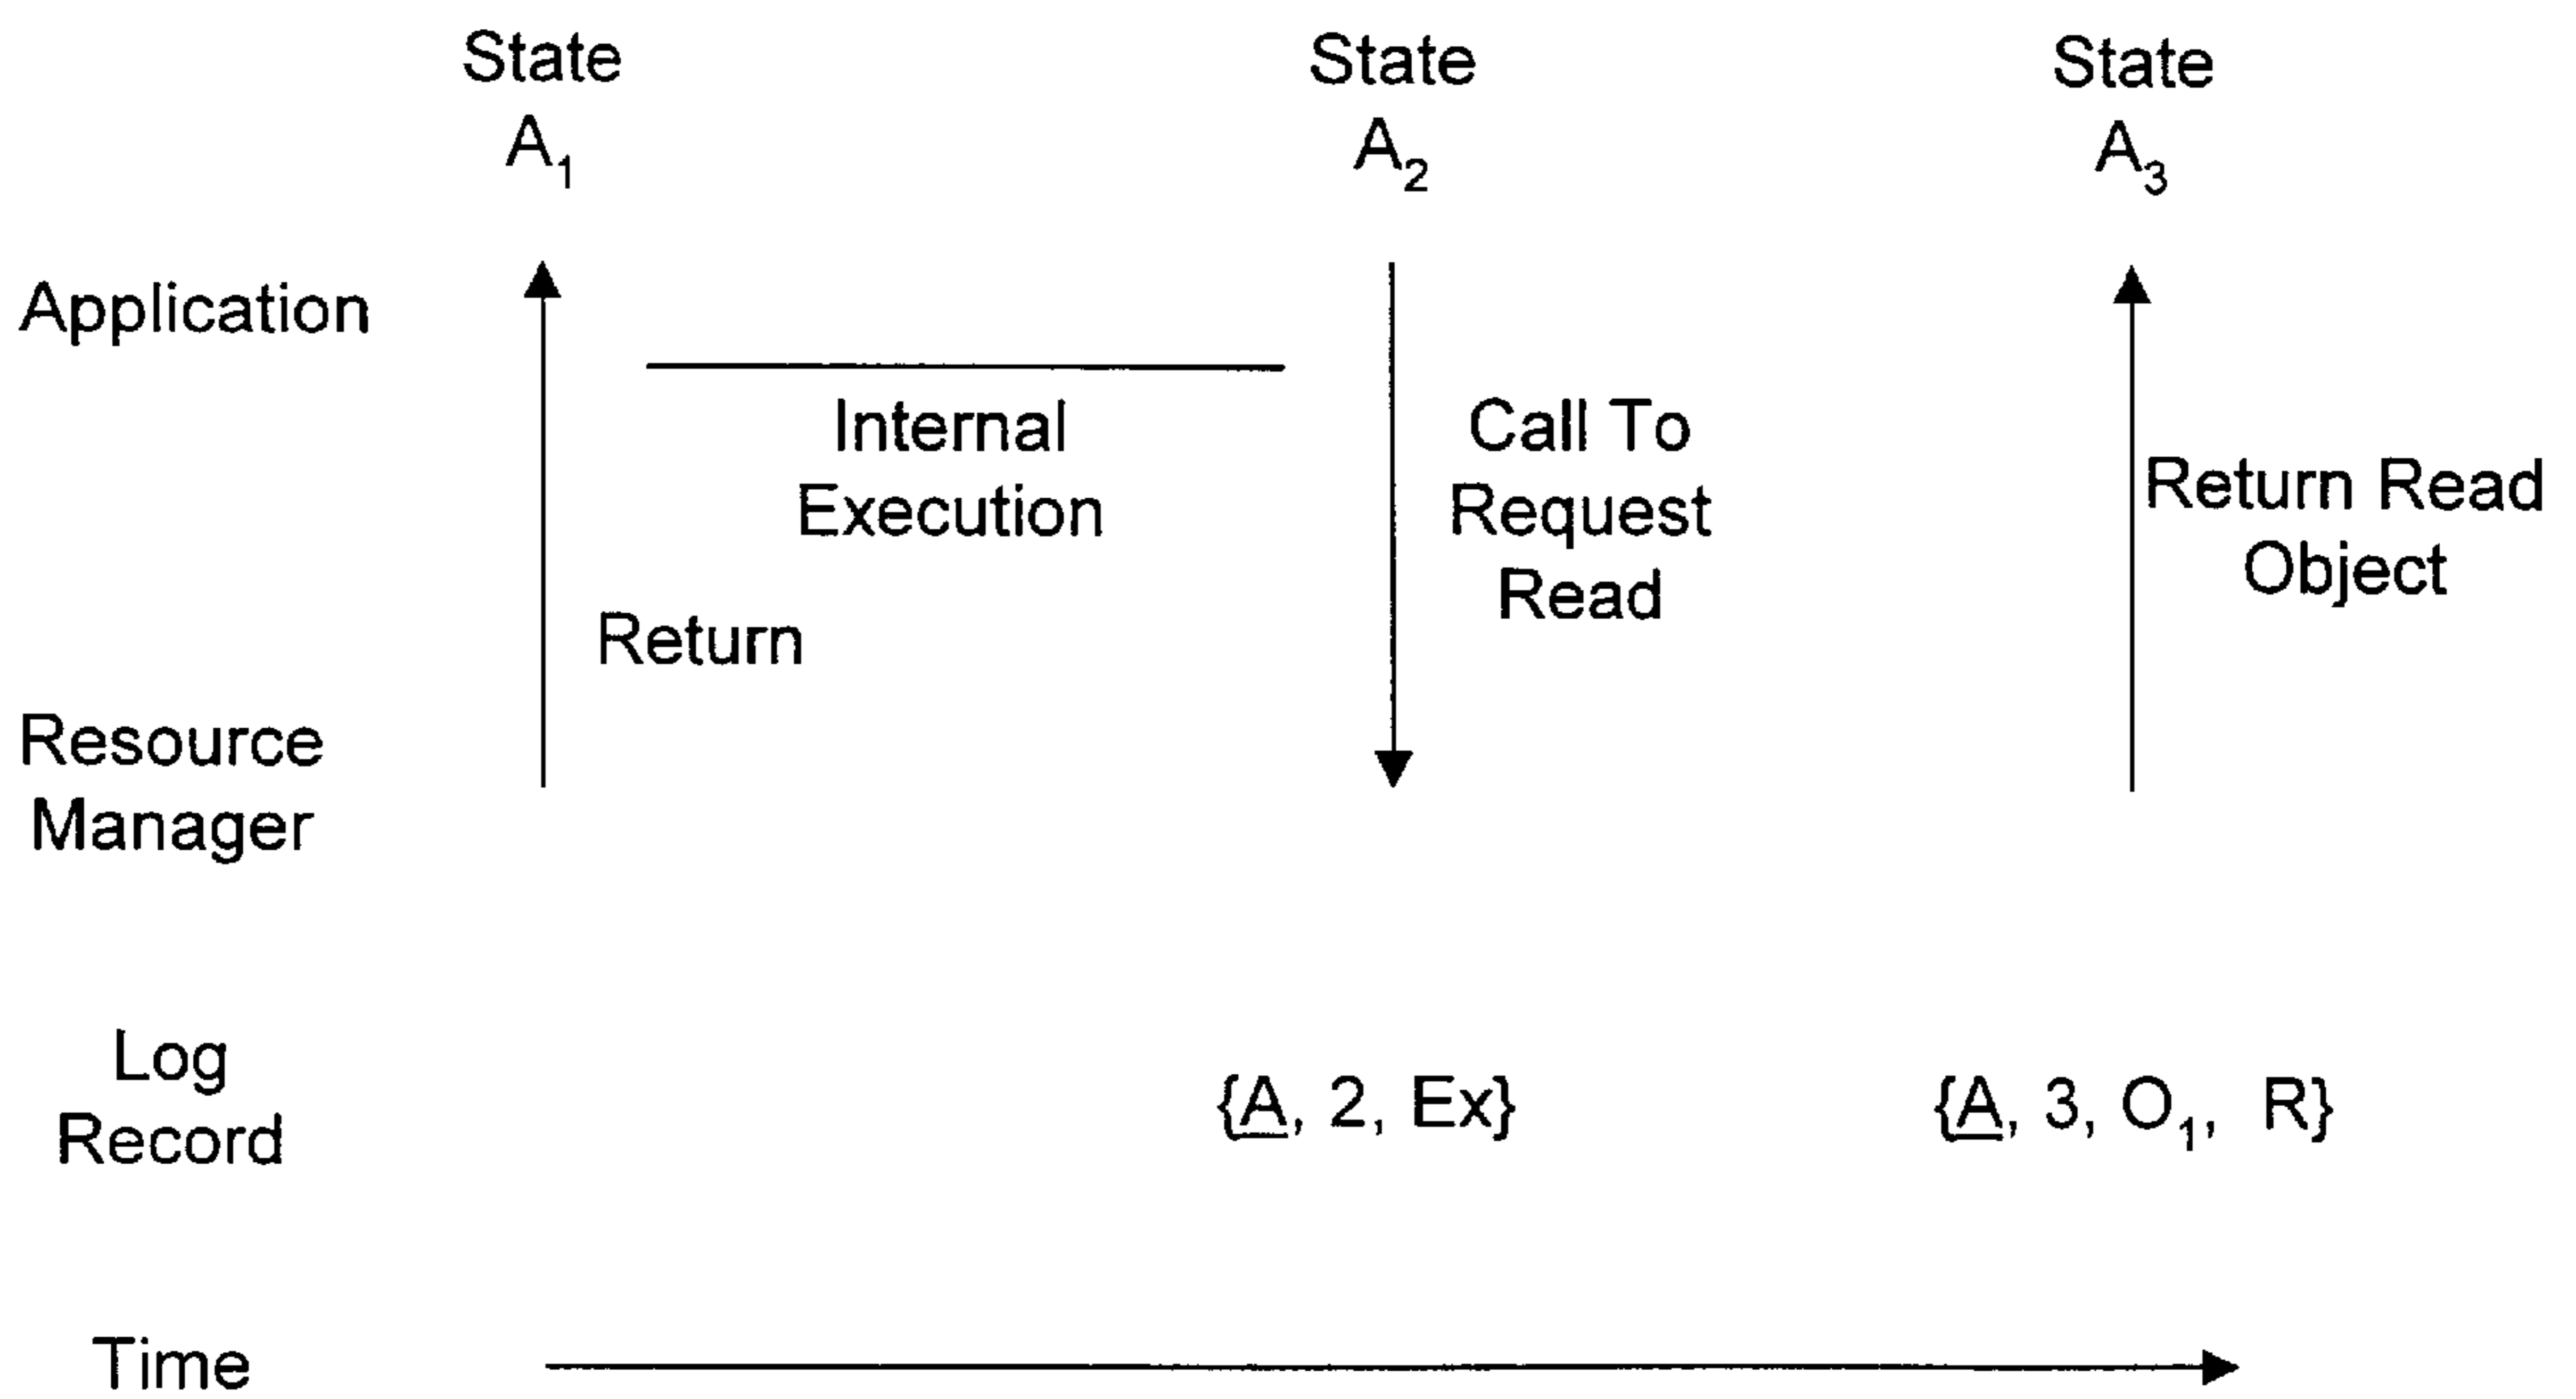 State
A₁
State
A₂
State
A₃
Application
Internal
Execution
Return
Call To
Request
Read
Return Read
Object
Resource
Manager
Log
Record
{A, 2, Ex}
{A, 3, O₁, R}
Time